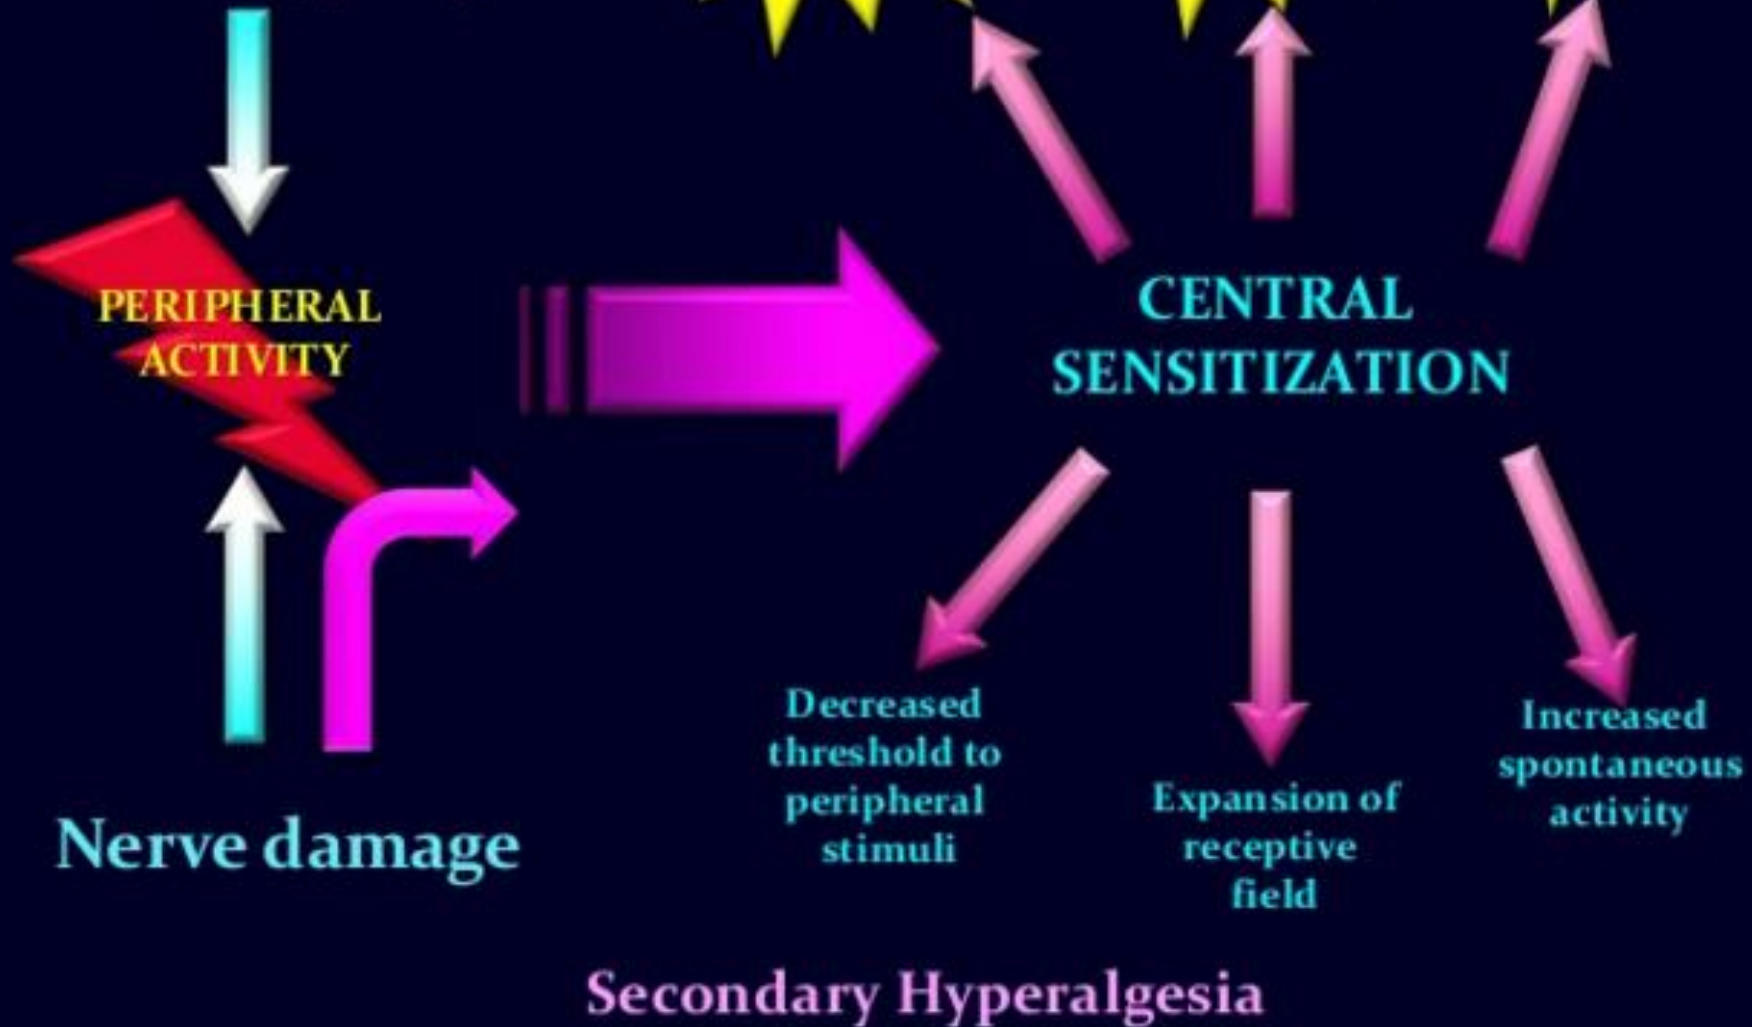 PERIPHERAL
ACTIVITY
CENTRAL
SENSITIZATION
Nerve damage
Decreased
threshold to
peripheral
stimuli
Expansion of
receptive
field
Increased
spontaneous
activity
Secondary Hyperalgesia